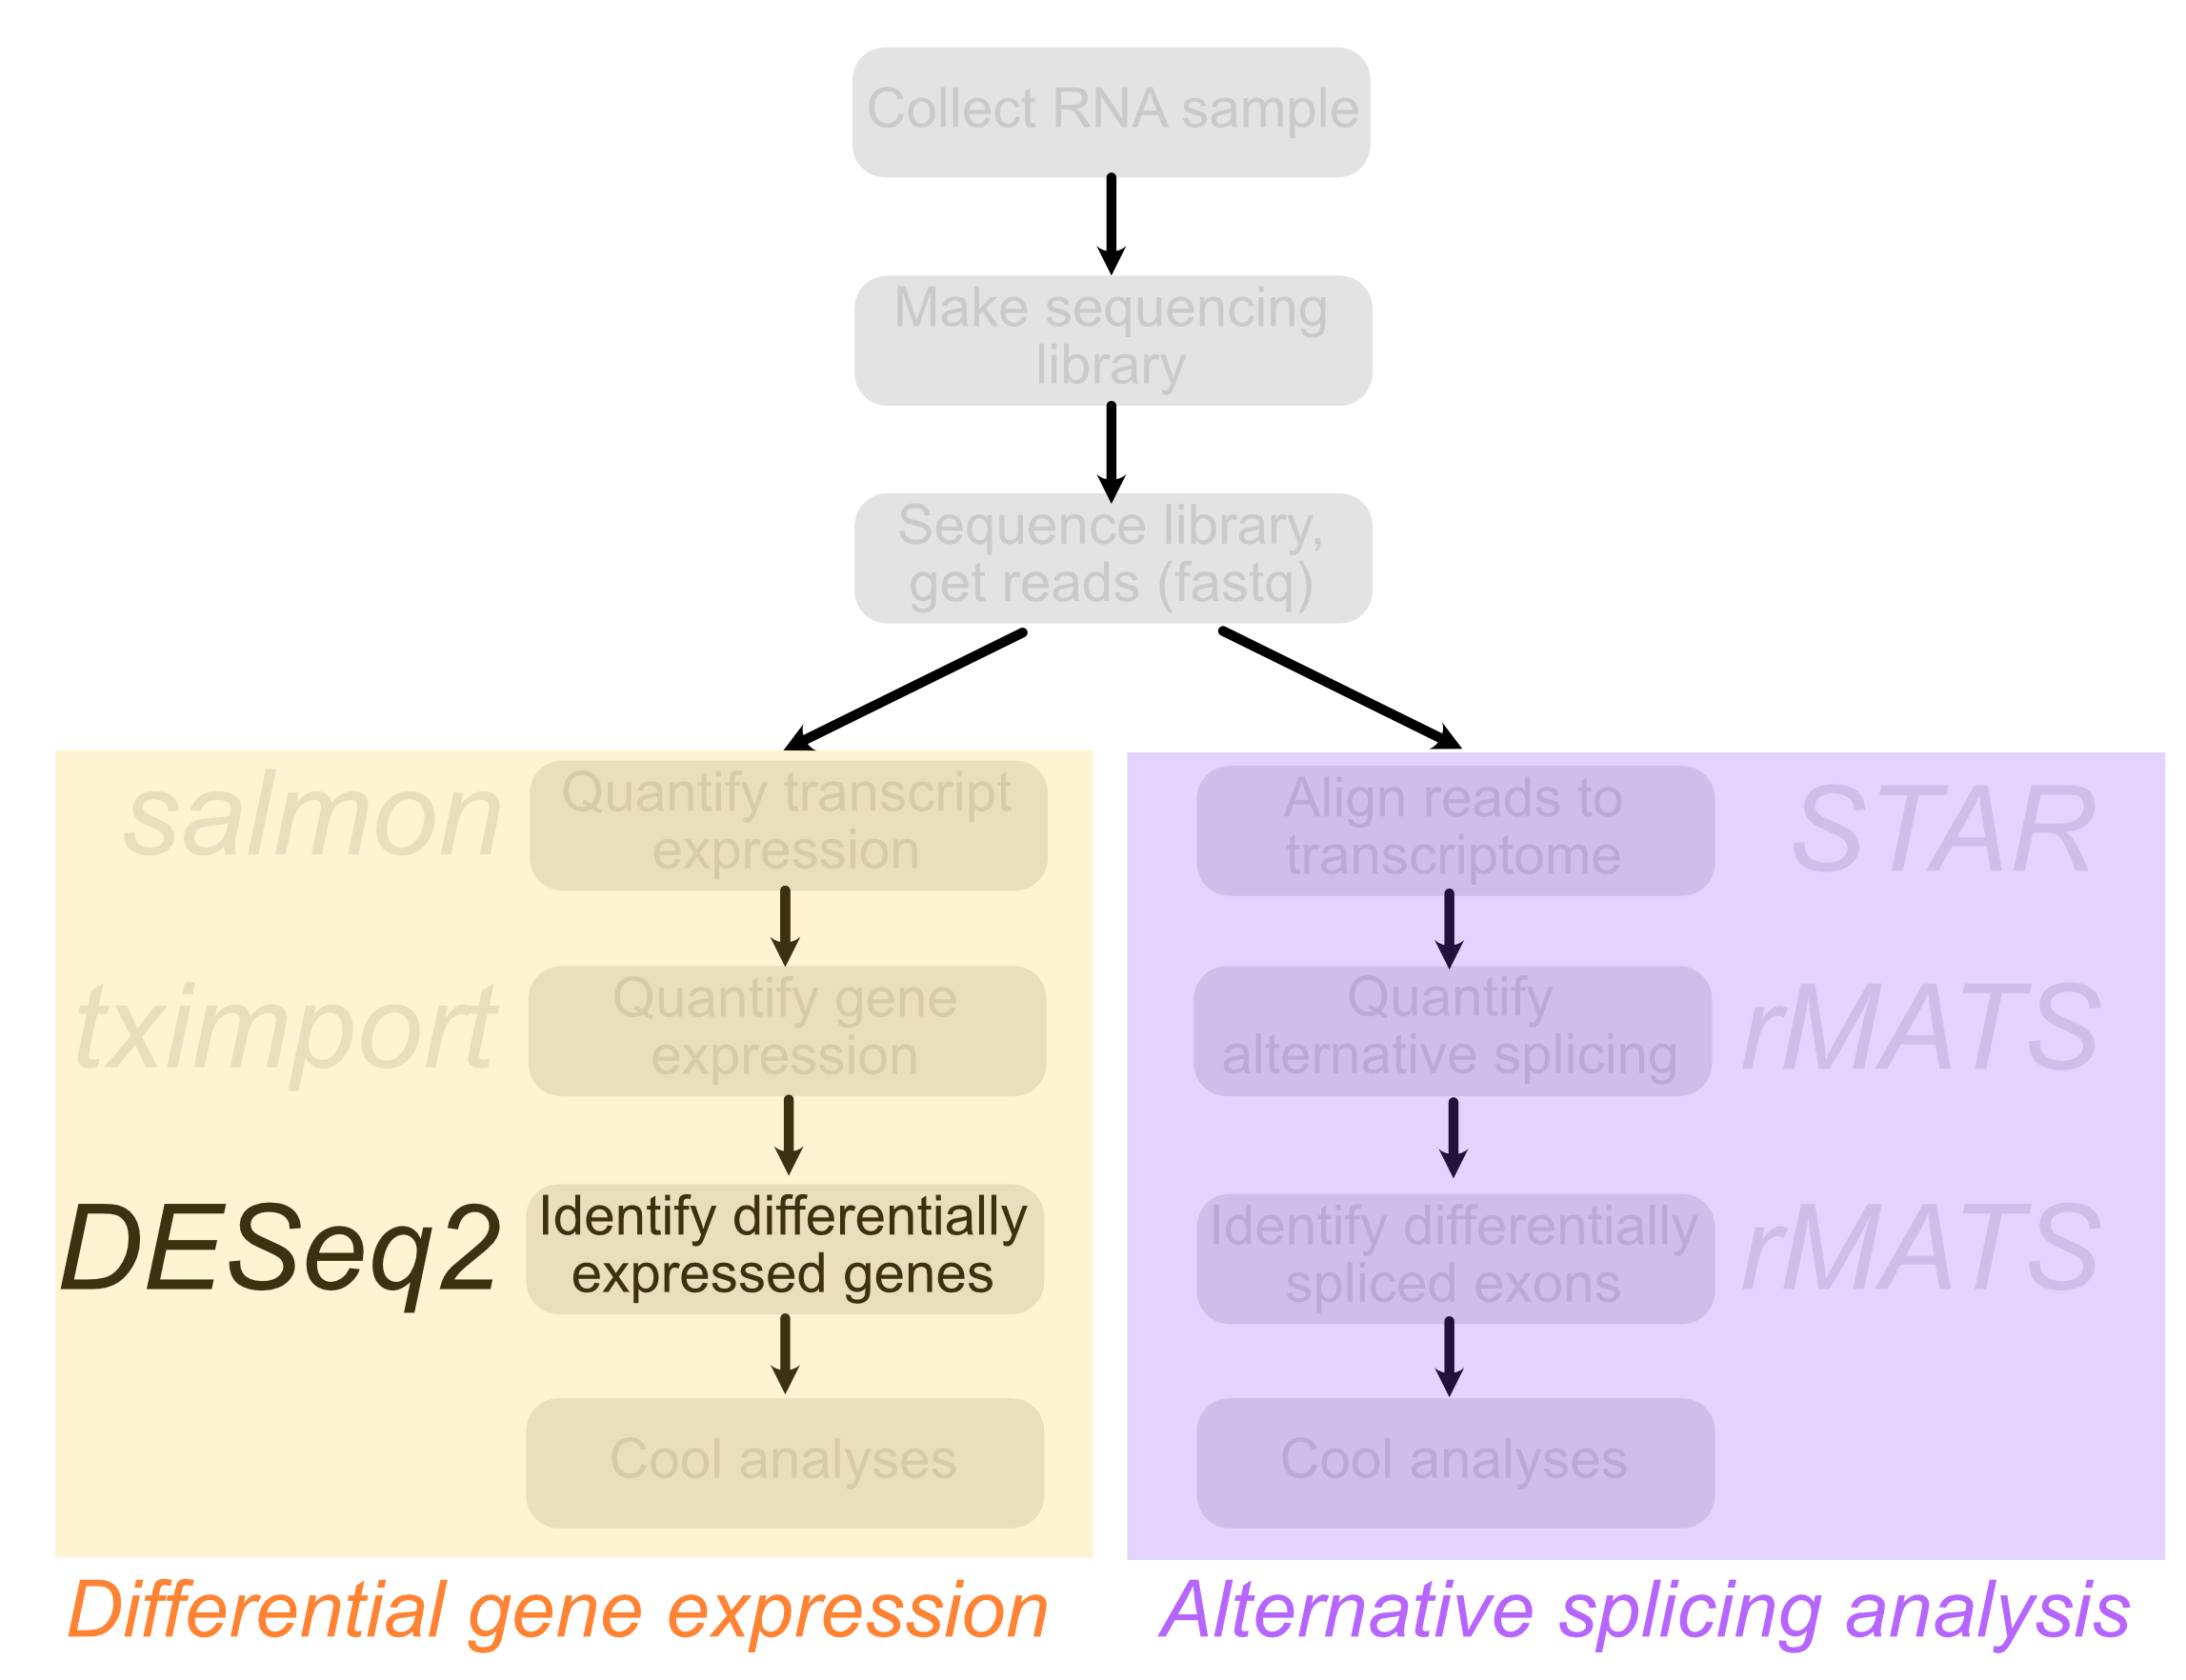 Collect RNA sample
Make sequencing
library
Sequence library,
get reads (fastq)
salmon
Quantify transcript
expression
tximport
Quantify gene
expression
DESeq2
Identify differentially
expressed genes
Cool analyses
Differential gene expression
Align reads to
transcriptome
STAR
Quantify
alternative splicing
rMATS
Identify differentially
spliced exons
rMATS
Cool analyses
Alternative splicing analysis